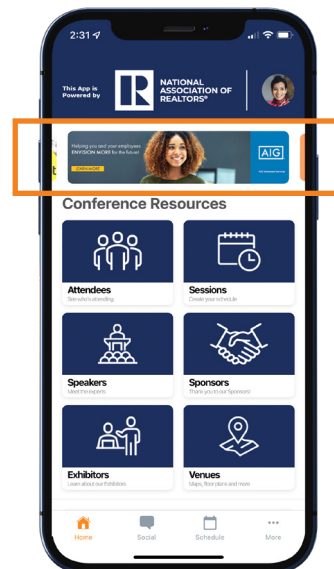 2:31
This App is
Powered by
R
NATIONAL
ASSOCIATION OF
REALTORS®
Helping you and your employees
ENVISION MORE for the future!
LEARN MORE
AIG
Conference Resources
Attendees
See who's attending
Sessions
Create your schedule
Speakers
Meet the experts
Sponsors
Thank you to our Sponsors!
Exhibitors
Learn about our Exhibitors
Venues
Maps, floor plans and more
Home
Social
Schedule
More